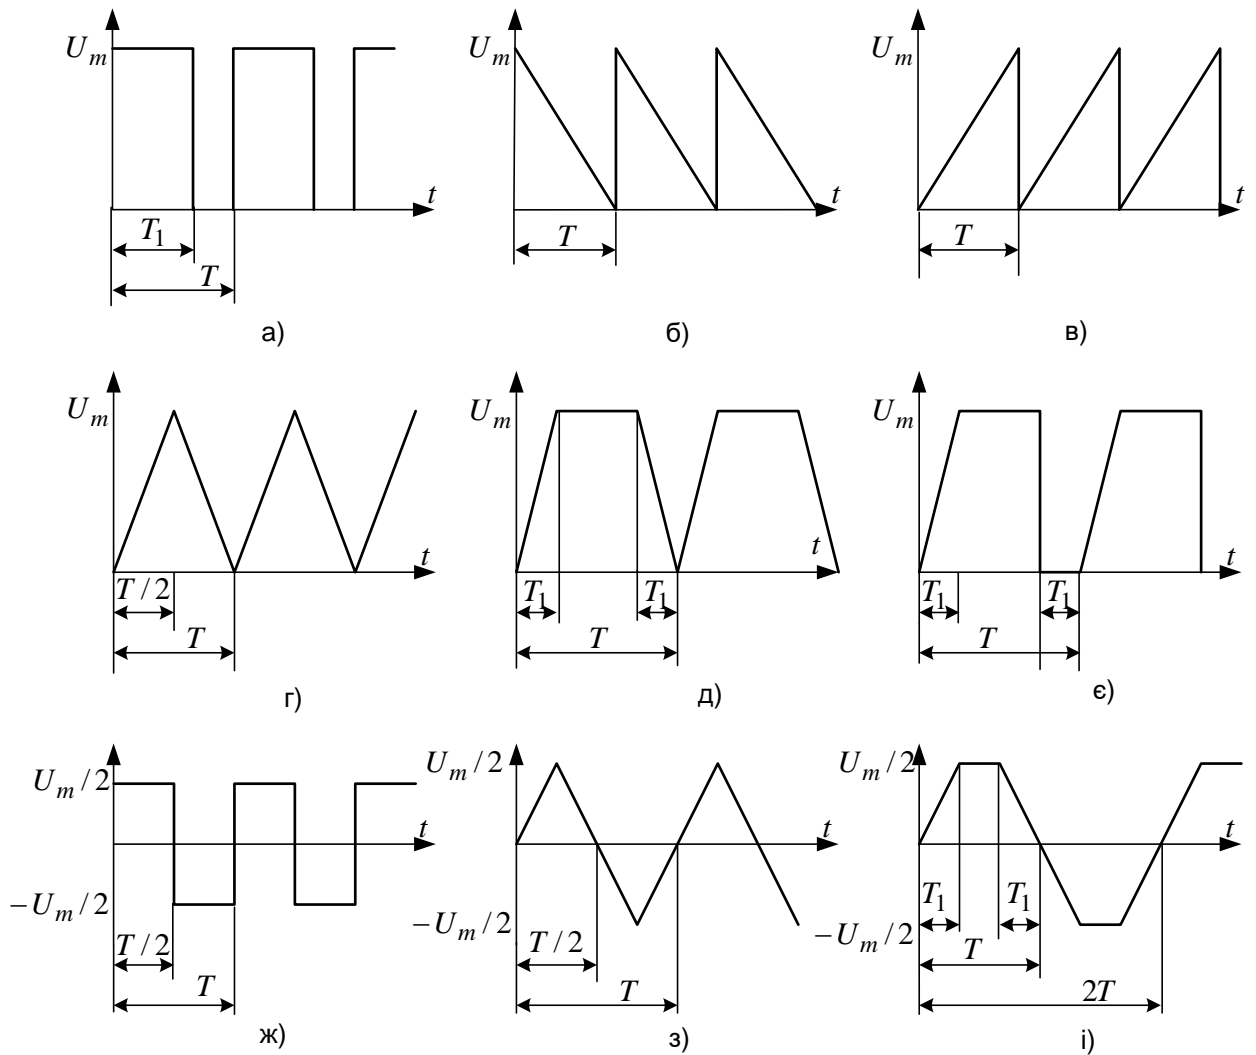 U_m
t
T_1
T
а)
U_m
t
T
б)
U_m
t
T
в)
U_m
t
T/2
T
г)
U_m
t
T_1
T_1
T
д)
U_m
t
T_1
T_1
T
є)
U_m/2
t
−U_m/2
T/2
T
ж)
U_m/2
t
−U_m/2
T/2
T
з)
U_m/2
t
T_1
T_1
−U_m/2
T
2T
і)